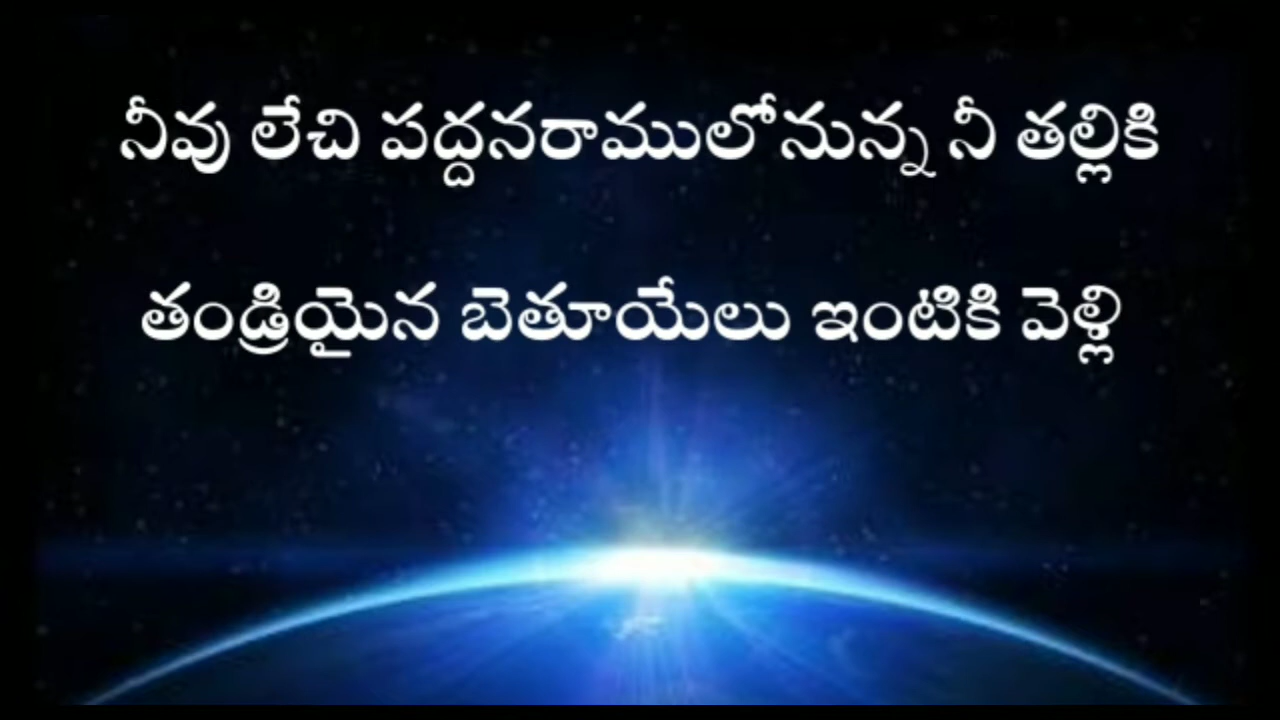 నీవు లేచి పద్దనరాములోనున్న నీ తల్లికి
తండ్రియైన బెతూయేలు ఇంటికి వెళ్లి